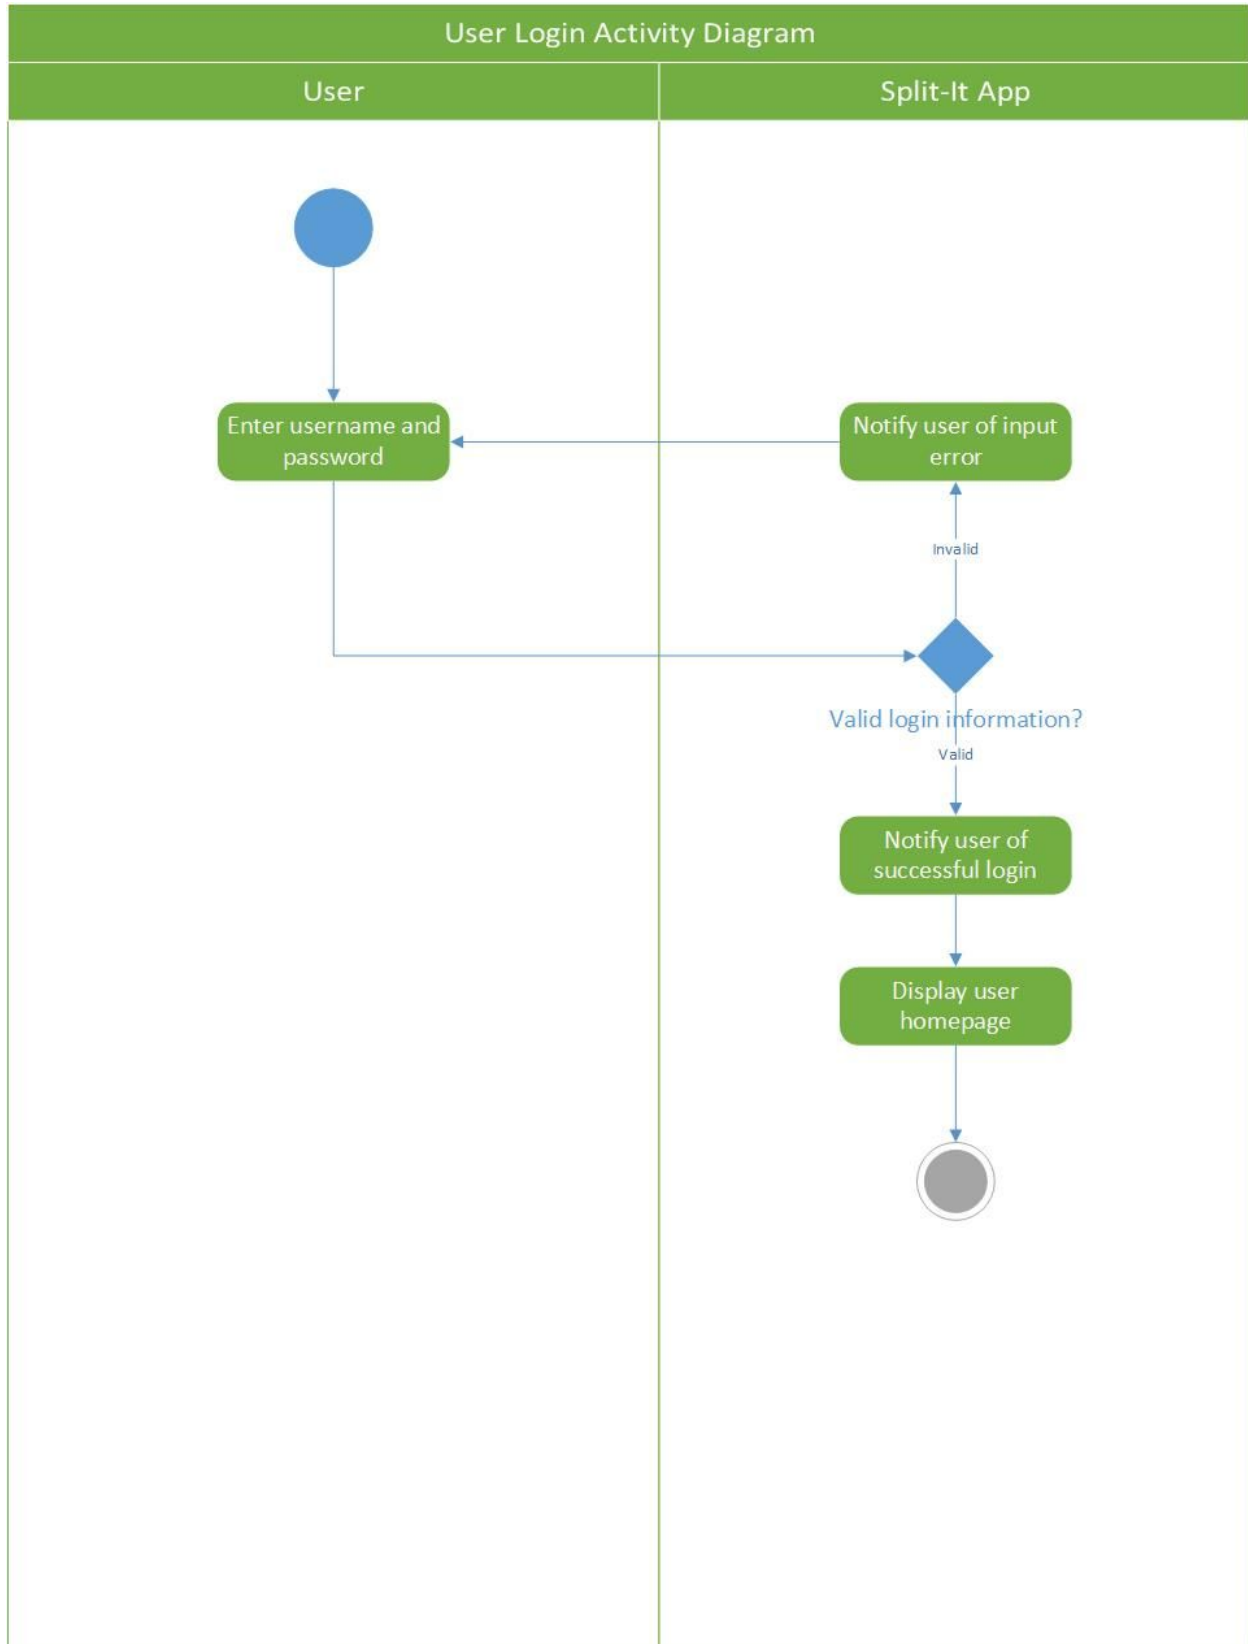 User Login Activity Diagram
User
Split-It App
Enter username and
password
Notify user of input
error
Invalid
Valid login information?
Valid
Notify user of
successful login
Display user
homepage